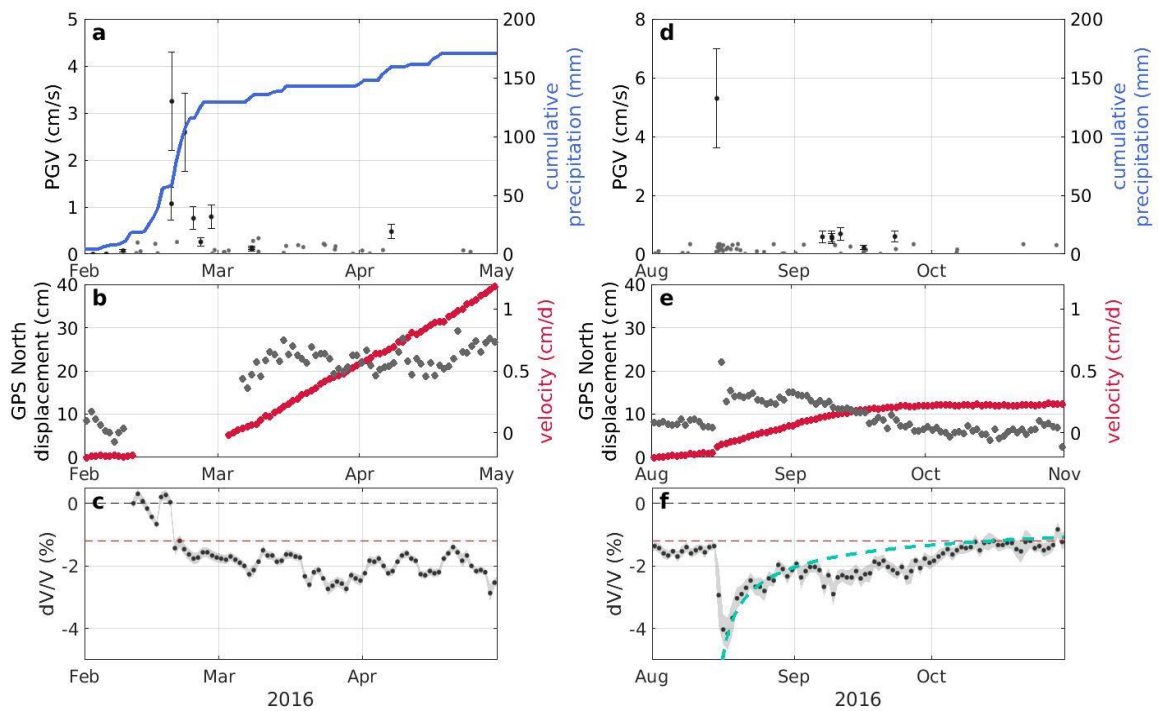 a
5
4
3
2
1
0
PGV (cm/s)
200
150
100
50
0
cumulative
precipitation (mm)
Feb
Mar
Apr
May
d
8
6
4
2
0
PGV (cm/s)
200
150
100
50
0
cumulative
precipitation (mm)
Aug
Sep
Oct
b
40
30
20
10
0
GPS North
displacement (cm)
1
0.5
0
velocity (cm/d)
Feb
Mar
Apr
May
e
40
30
20
10
0
GPS North
displacement (cm)
1
0.5
0
velocity (cm/d)
Aug
Sep
Oct
Nov
c
0
-2
-4
dV/V (%)
Feb
Mar
Apr
2016
f
0
-2
-4
dV/V (%)
Aug
Sep
Oct
2016